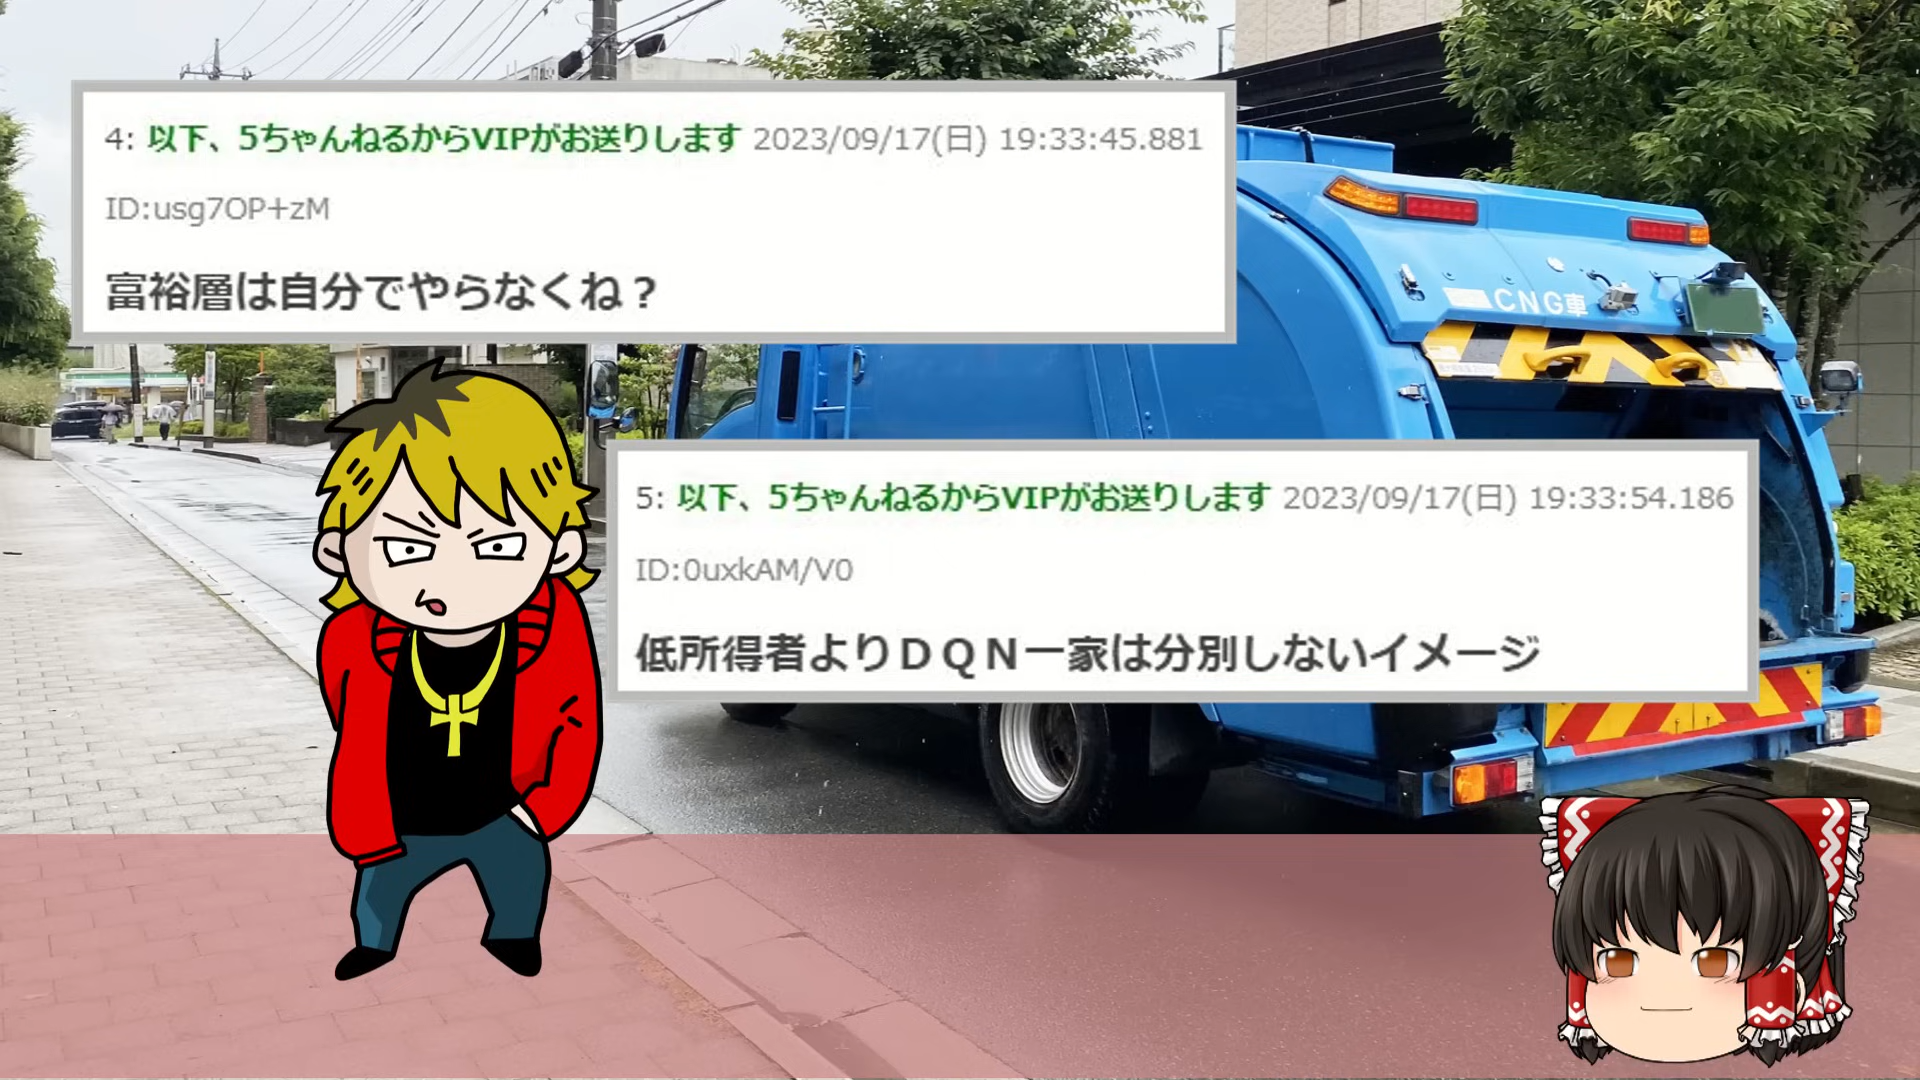 4: 以下、5ちゃんねるからVIPがお送りします 2023/09/17(日) 19:33:45.881
ID:usg7OP+zM
富裕層は自分でやらなくね？
CNG車
5: 以下、5ちゃんねるからVIPがお送りします 2023/09/17(日) 19:33:54.186
ID:0uxkAM/V0
低所得者よりＤＱＮ一家は分別しないイメージ